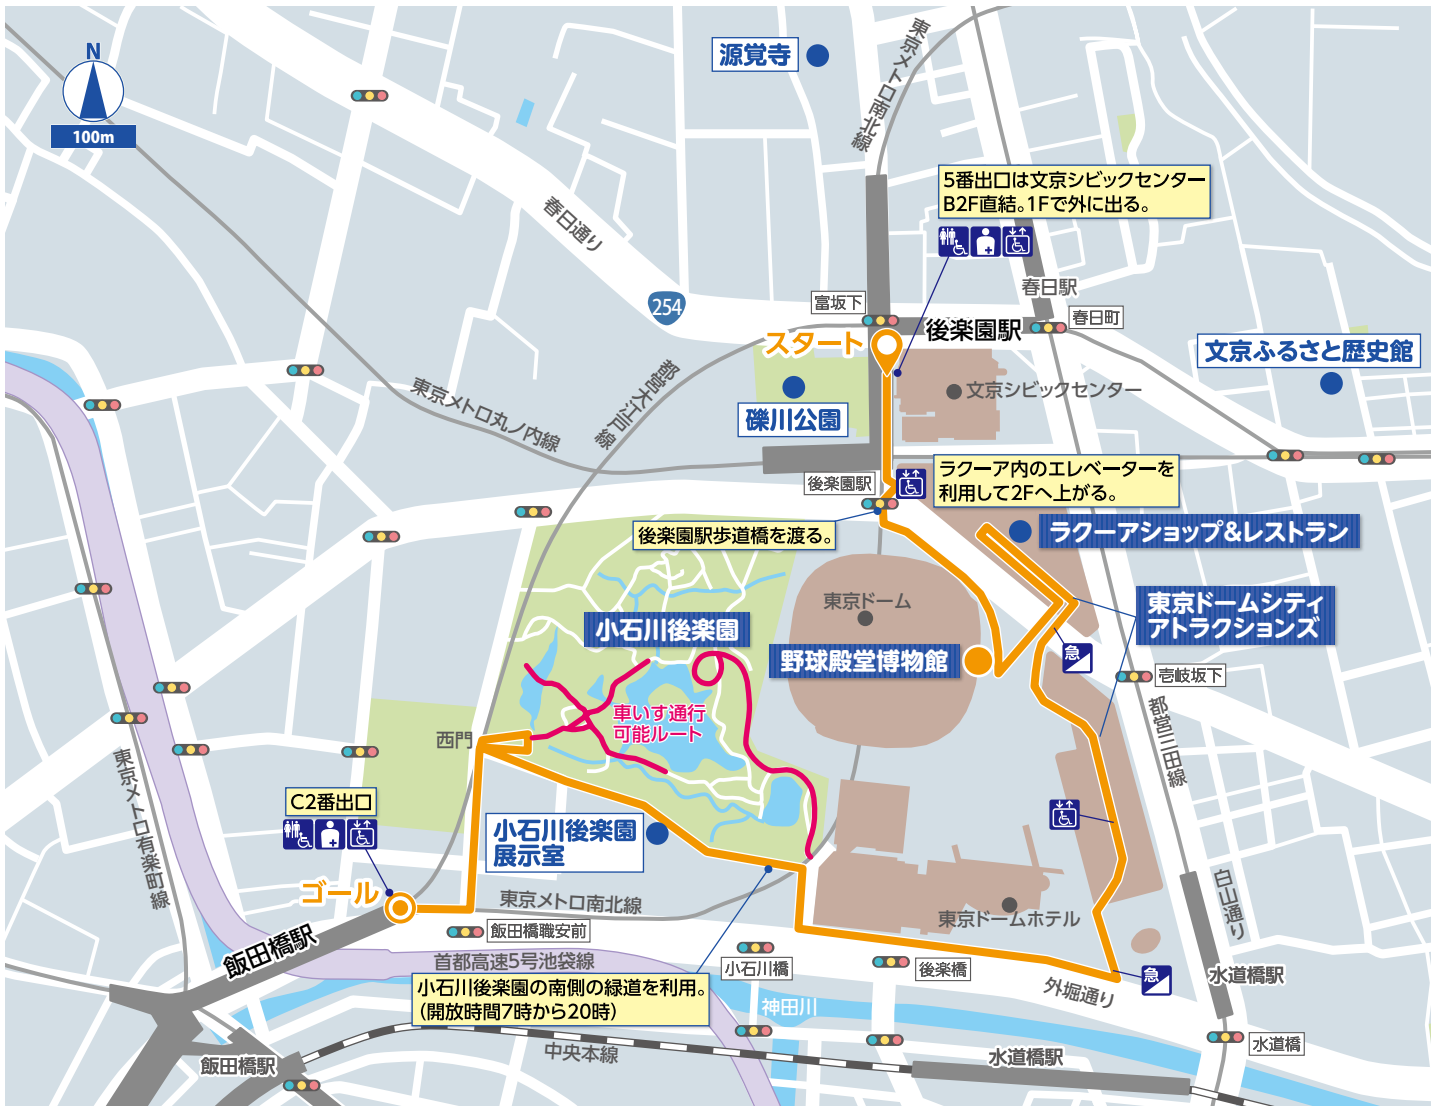 N
100m
源覚寺
東京メトロ南北線
5番出口は文京シビックセンター
B2F直結。1Fで外に出る。
春日通り
254
富坂下
春日駅
春日町
後楽園駅
スタート
文京ふるさと歴史館
都営大江戸線
東京メトロ丸ノ内線
礫川公園
文京シビックセンター
後楽園駅
ラクーア内のエレベーターを
利用して2Fへ上がる。
後楽園駅歩道橋を渡る。
ラクーアショップ&レストラン
東京ドーム
小石川後楽園
東京ドームシティ
アトラクションズ
野球殿堂博物館
急
壱岐坂下
車いす通行
可能ルート
西門
都営三田線
東京メトロ有楽町線
C2番出口
小石川後楽園
展示室
ゴール
東京メトロ南北線
東京ドームホテル
白山通り
飯田橋駅
飯田橋職安前
首都高速5号池袋線
小石川橋
後楽橋
急
外堀通り
水道橋駅
小石川後楽園の南側の緑道を利用。
(開放時間7時から20時)
神田川
飯田橋駅
中央本線
水道橋駅
水道橋